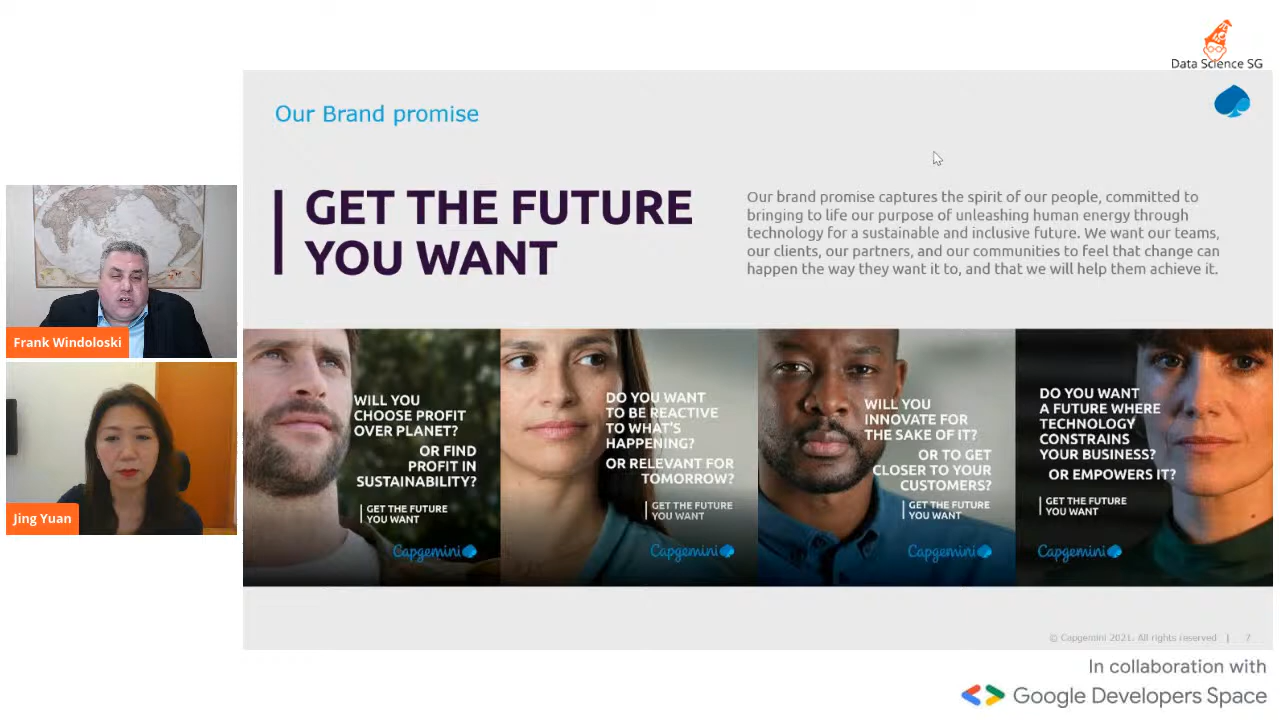 Data Science SG
Our Brand promise
GET THE FUTURE
YOU WANT
Our brand promise captures the spirit of our people, committed to
bringing to life our purpose of unleashing human energy through
technology for a sustainable and inclusive future. We want our teams,
our clients, our partners, and our communities to feel that change can
happen the way they want it to, and that we will help them achieve it.
Frank Windoloski
Jing Yuan
WILL YOU
CHOOSE PROFIT
OVER PLANET?
OR FIND
PROFIT IN
SUSTAINABILITY?
GET THE FUTURE
YOU WANT
Capgemini
DO YOU WANT
TO BE REACTIVE
TO WHAT'S
HAPPENING?
OR RELEVANT FOR
TOMORROW?
GET THE FUTURE
YOU WANT
Capgemini
WILL YOU
INNOVATE FOR
THE SAKE OF IT?
OR TO GET
CLOSER TO YOUR
CUSTOMERS?
GET THE FUTURE
YOU WANT
Capgemini
DO YOU WANT
A FUTURE WHERE
TECHNOLOGY
CONSTRAINS
YOUR BUSINESS?
OR EMPOWERS IT?
GET THE FUTURE
YOU WANT
Capgemini
© Capgemini 2021. All rights reserved | 7
In collaboration with
Google Developers Space